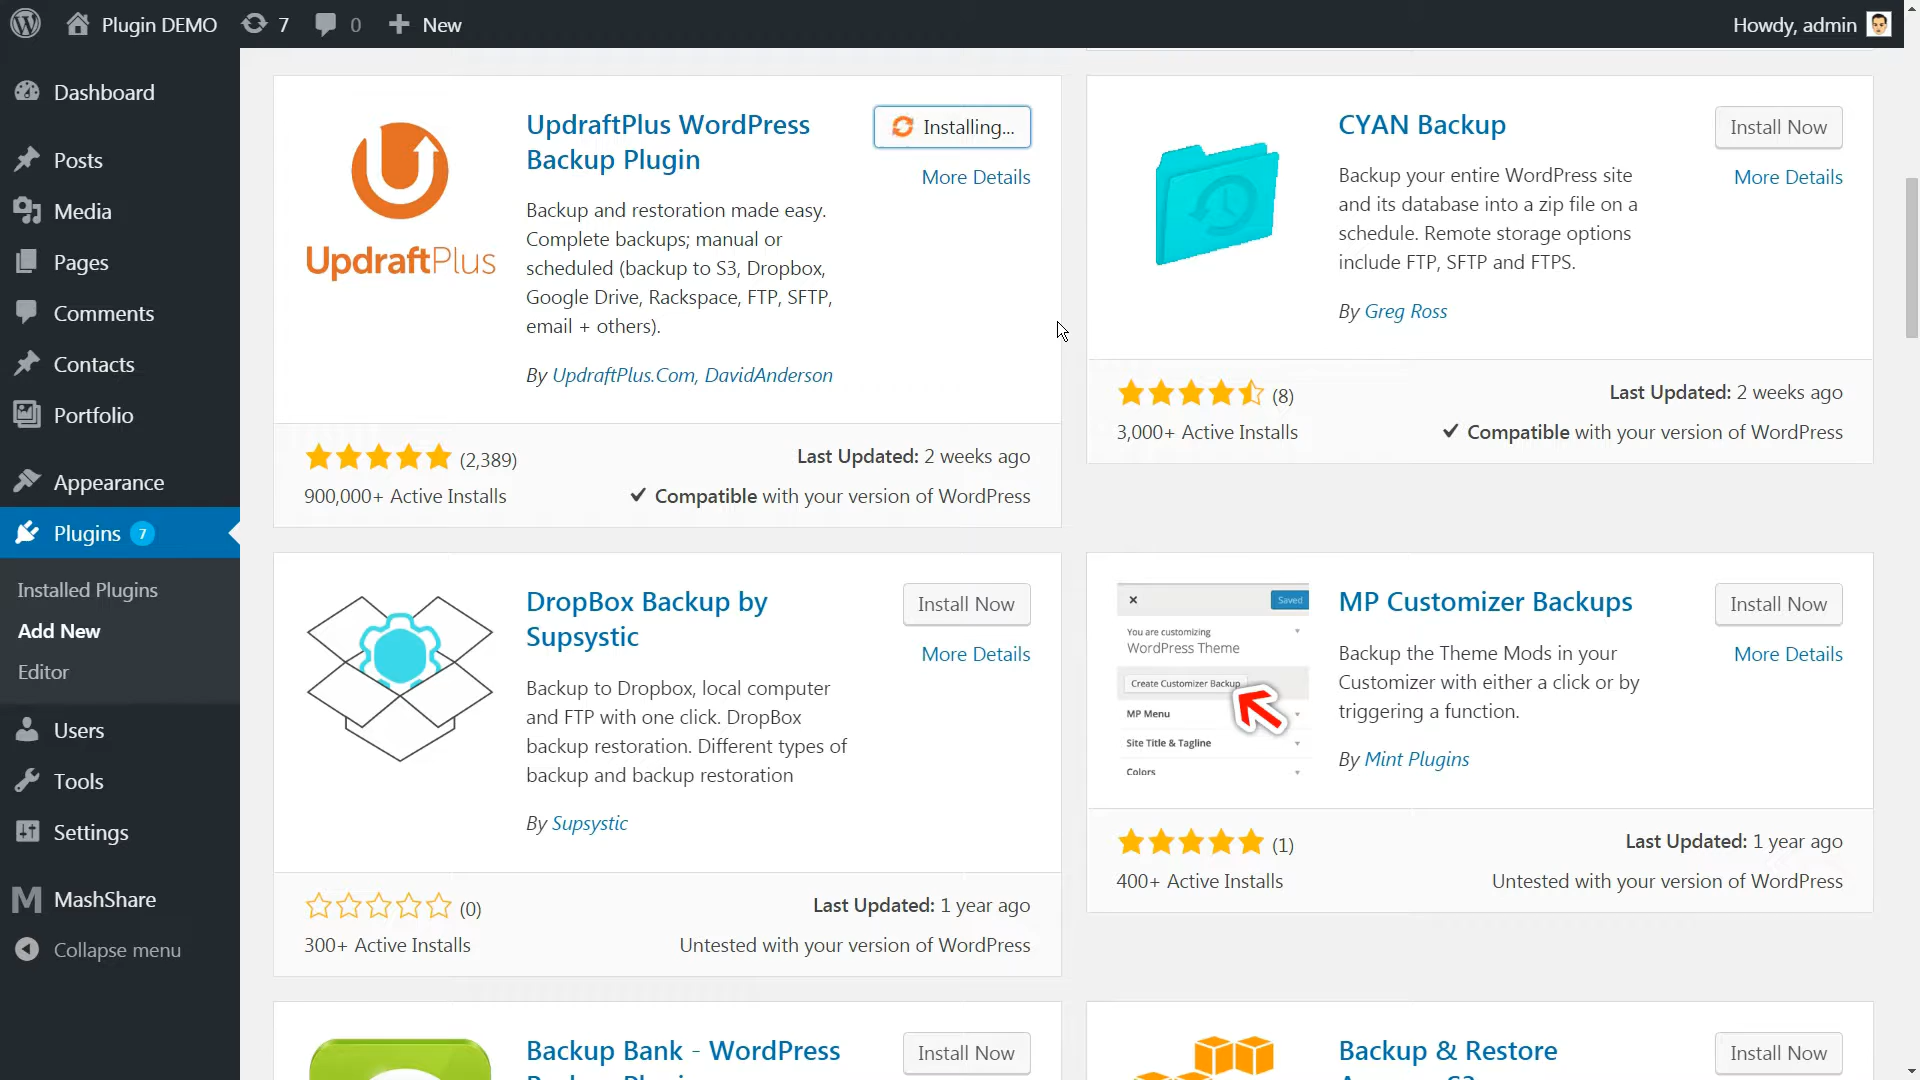 Plugin DEMO 7 0 New Howdy, admin
Dashboard
Posts
Media
Pages
Comments
Contacts
Portfolio
Appearance
Plugins 7
Installed Plugins
Add New
Editor
Users
Tools
Settings
MashShare
Collapse menu
UpdraftPlus
UpdraftPlus WordPress
Backup Plugin
Installing...
More Details
Backup and restoration made easy.
Complete backups; manual or
scheduled (backup to S3, Dropbox,
Google Drive, Rackspace, FTP, SFTP,
email + others).
By UpdraftPlus.Com, DavidAnderson
(2,389)
900,000+ Active Installs
Last Updated: 2 weeks ago
Compatible with your version of WordPress
CYAN Backup
Install Now
More Details
Backup your entire WordPress site
and its database into a zip file on a
schedule. Remote storage options
include FTP, SFTP and FTPS.
By Greg Ross
(8)
3,000+ Active Installs
Last Updated: 2 weeks ago
Compatible with your version of WordPress
DropBox Backup by
Supsystic
Install Now
More Details
Backup to Dropbox, local computer
and FTP with one click. DropBox
backup restoration. Different types of
backup and backup restoration
By Supsystic
(0)
300+ Active Installs
Last Updated: 1 year ago
Untested with your version of WordPress
Saved
You are customizing
WordPress Theme
Create Customizer Backup
MP Menu
Site Title & Tagline
Colors
MP Customizer Backups
Install Now
More Details
Backup the Theme Mods in your
Customizer with either a click or by
triggering a function.
By Mint Plugins
(1)
400+ Active Installs
Last Updated: 1 year ago
Untested with your version of WordPress
Backup Bank - WordPress
Install Now
Backup & Restore
Install Now